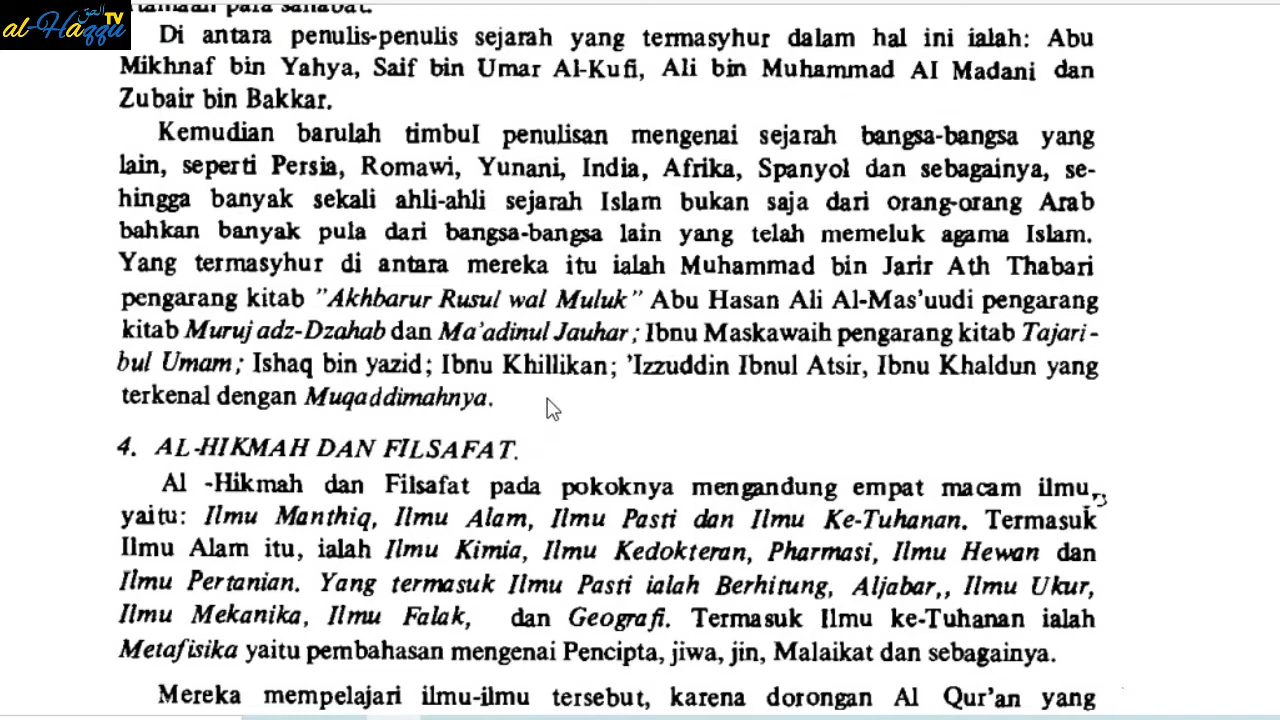 الحق
al-Haqqu TV
rtamaan para sahabat.
Di antara penulis-penulis sejarah yang termasyhur dalam hal ini ialah: Abu
Mikhnaf bin Yahya, Saif bin Umar Al-Kufi, Ali bin Muhammad AI Madani dan
Zubair bin Bakkar.
Kemudian barulah timbuI penulisan mengenai sejarah bangsa-bangsa yang
lain, seperti Persia, Romawi, Yunani, India, Afrika, Spanyol dan sebagainya, se-
hingga banyak sekali ahli-ahli sejarah Islam bukan saja dari orang-orang Arab
bahkan banyak pula dari bangsa-bangsa lain yang telah memeluk agama Islam.
Yang termasyhur di antara mereka itu ialah Muhammad bin Jarir Ath Thabari
pengarang kitab "Akhbarur Rusul wal Muluk" Abu Hasan Ali Al-Mas'uudi pengarang
kitab Muruj adz-Dzahab dan Ma'adinul Jauhar; Ibnu Maskawaih pengarang kitab Tajari-
bul Umam; Ishaq bin yazid; Ibnu Khillikan; 'Izzuddin Ibnul Atsir, Ibnu Khaldun yang
terkenal dengan Muqaddimahnya.
4. AL-HIKMAH DAN FILSAFAT.
Al -Hikmah dan Filsafat pada pokoknya mengandung empat macam ilmu,
yaitu: Ilmu Manthiq, Ilmu Alam, Ilmu Pasti dan Ilmu Ke-Tuhanan. Termasuk
Ilmu Alam itu, ialah Ilmu Kimia, Ilmu Kedokteran, Pharmasi, Ilmu Hewan dan
Ilmu Pertanian. Yang termasuk Ilmu Pasti ialah Berhitung, Aljabar,, Ilmu Ukur,
Ilmu Mekanika, Ilmu Falak, dan Geografi. Termasuk Ilmu ke-Tuhanan ialah
Metafisika yaitu pembahasan mengenai Pencipta, jiwa, jin, Malaikat dan sebagainya.
Mereka mempelajari ilmu-ilmu tersebut, karena dorongan Al Qur'an yang